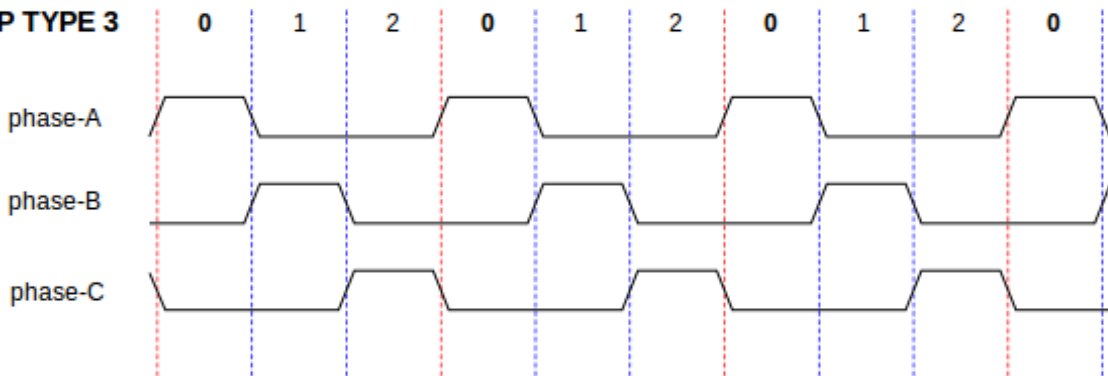 P TYPE 3 0 1 2 0 1 2 0 1 2 0
phase-A
phase-B
phase-C